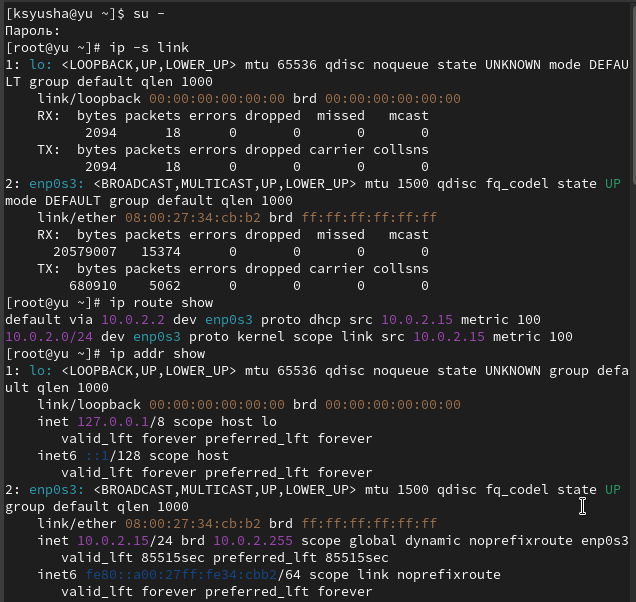 [ksyusha@yu ~]$ su -
Пароль:
[root@yu ~]# ip -s link
1: lo: <LOOPBACK,UP,LOWER_UP> mtu 65536 qdisc noqueue state UNKNOWN mode DEFAU
LT group default qlen 1000
    link/loopback 00:00:00:00:00:00 brd 00:00:00:00:00:00
    RX:  bytes packets errors dropped  missed   mcast
          2094      18      0       0       0       0
    TX:  bytes packets errors dropped carrier collsns
          2094      18      0       0       0       0
2: enp0s3: <BROADCAST,MULTICAST,UP,LOWER_UP> mtu 1500 qdisc fq_codel state UP
mode DEFAULT group default qlen 1000
    link/ether 08:00:27:34:cb:b2 brd ff:ff:ff:ff:ff:ff
    RX:  bytes packets errors dropped  missed   mcast
      20579007   15374      0       0       0       0
    TX:  bytes packets errors dropped carrier collsns
        680910    5062      0       0       0       0
[root@yu ~]# ip route show
default via 10.0.2.2 dev enp0s3 proto dhcp src 10.0.2.15 metric 100
10.0.2.0/24 dev enp0s3 proto kernel scope link src 10.0.2.15 metric 100
[root@yu ~]# ip addr show
1: lo: <LOOPBACK,UP,LOWER_UP> mtu 65536 qdisc noqueue state UNKNOWN group defa
ult qlen 1000
    link/loopback 00:00:00:00:00:00 brd 00:00:00:00:00:00
    inet 127.0.0.1/8 scope host lo
       valid_lft forever preferred_lft forever
    inet6 ::1/128 scope host
       valid_lft forever preferred_lft forever
2: enp0s3: <BROADCAST,MULTICAST,UP,LOWER_UP> mtu 1500 qdisc fq_codel state UP
group default qlen 1000
    link/ether 08:00:27:34:cb:b2 brd ff:ff:ff:ff:ff:ff
    inet 10.0.2.15/24 brd 10.0.2.255 scope global dynamic noprefixroute enp0s3
       valid_lft 85515sec preferred_lft 85515sec
    inet6 fe80::a00:27ff:fe34:cbb2/64 scope link noprefixroute
       valid_lft forever preferred_lft forever